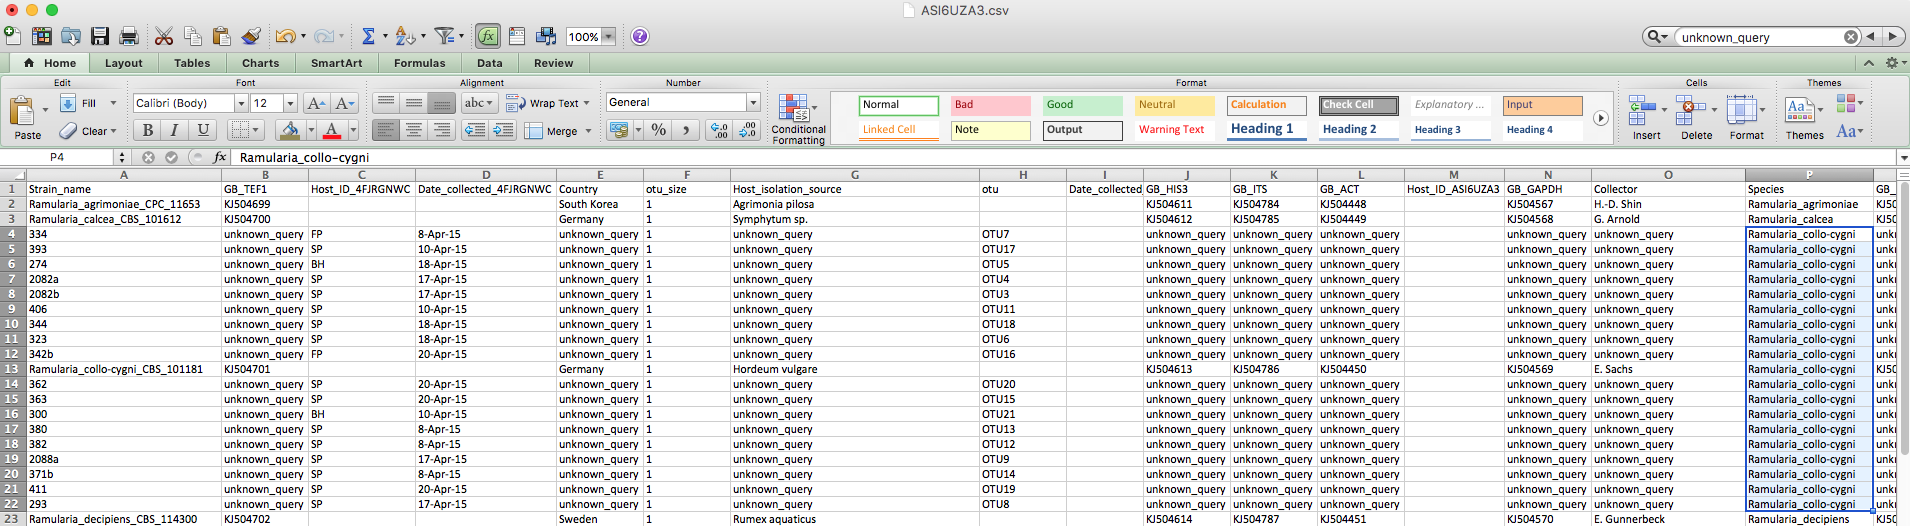 ASI6UZA3.csv
100% unknown_query
Home Layout Tables Charts SmartArt Formulas Data Review
Edit Font Alignment Number Format Cells Themes
Paste Fill Calibri (Body) 12 A A abc Wrap Text General Conditional Formatting Normal Bad Good Neutral Calculation Check Cell Explanatory ... Input Insert Delete Format Themes Aa
Clear B I U A Merge % Linked Cell Note Output Warning Text Heading 1 Heading 2 Heading 3 Heading 4 Aa
P4 fx Ramularia_collo-cygni
A B C D E F G H I J K L M N O P
1 Strain_name GB_TEF1 Host_ID_4FJRGNWC Date_collected_4FJRGNWC Country otu_size Host_isolation_source otu Date_collected_ GB_HIS3 GB_ITS GB_ACT Host_ID_ASI6UZA3 GB_GAPDH Collector Species GB_
2 Ramularia_agrimoniae_CPC_11653 KJ504699 South Korea 1 Agrimonia pilosa KJ504611 KJ504784 KJ504448 KJ504567 H.-D. Shin Ramularia_agrimoniae KJ50
3 Ramularia_calcea_CBS_101612 KJ504700 Germany 1 Symphytum sp. KJ504612 KJ504785 KJ504449 KJ504568 G. Arnold Ramularia_calcea KJ50
4 334 unknown_query FP 8-Apr-15 unknown_query 1 unknown_query OTU7 unknown_query unknown_query unknown_query unknown_query unknown_query Ramularia_collo-cygni unkn
5 393 unknown_query SP 10-Apr-15 unknown_query 1 unknown_query OTU17 unknown_query unknown_query unknown_query unknown_query unknown_query Ramularia_collo-cygni unkn
6 274 unknown_query BH 18-Apr-15 unknown_query 1 unknown_query OTU5 unknown_query unknown_query unknown_query unknown_query unknown_query Ramularia_collo-cygni unkn
7 2082a unknown_query SP 17-Apr-15 unknown_query 1 unknown_query OTU4 unknown_query unknown_query unknown_query unknown_query unknown_query Ramularia_collo-cygni unkn
8 2082b unknown_query SP 17-Apr-15 unknown_query 1 unknown_query OTU3 unknown_query unknown_query unknown_query unknown_query unknown_query Ramularia_collo-cygni unkn
9 406 unknown_query SP 10-Apr-15 unknown_query 1 unknown_query OTU11 unknown_query unknown_query unknown_query unknown_query unknown_query Ramularia_collo-cygni unkn
10 344 unknown_query SP 18-Apr-15 unknown_query 1 unknown_query OTU18 unknown_query unknown_query unknown_query unknown_query unknown_query Ramularia_collo-cygni unkn
11 323 unknown_query SP 18-Apr-15 unknown_query 1 unknown_query OTU6 unknown_query unknown_query unknown_query unknown_query unknown_query Ramularia_collo-cygni unkn
12 342b unknown_query FP 20-Apr-15 unknown_query 1 unknown_query OTU16 unknown_query unknown_query unknown_query unknown_query unknown_query Ramularia_collo-cygni unkn
13 Ramularia_collo-cygni_CBS_101181 KJ504701 Germany 1 Hordeum vulgare KJ504613 KJ504786 KJ504450 KJ504569 E. Sachs Ramularia_collo-cygni KJ50
14 362 unknown_query SP 20-Apr-15 unknown_query 1 unknown_query OTU20 unknown_query unknown_query unknown_query unknown_query unknown_query Ramularia_collo-cygni unkn
15 363 unknown_query SP 20-Apr-15 unknown_query 1 unknown_query OTU15 unknown_query unknown_query unknown_query unknown_query unknown_query Ramularia_collo-cygni unkn
16 300 unknown_query BH 10-Apr-15 unknown_query 1 unknown_query OTU21 unknown_query unknown_query unknown_query unknown_query unknown_query Ramularia_collo-cygni unkn
17 380 unknown_query SP 8-Apr-15 unknown_query 1 unknown_query OTU13 unknown_query unknown_query unknown_query unknown_query unknown_query Ramularia_collo-cygni unkn
18 382 unknown_query SP 8-Apr-15 unknown_query 1 unknown_query OTU12 unknown_query unknown_query unknown_query unknown_query unknown_query Ramularia_collo-cygni unkn
19 2088a unknown_query SP 17-Apr-15 unknown_query 1 unknown_query OTU9 unknown_query unknown_query unknown_query unknown_query unknown_query Ramularia_collo-cygni unkn
20 371b unknown_query SP 8-Apr-15 unknown_query 1 unknown_query OTU14 unknown_query unknown_query unknown_query unknown_query unknown_query Ramularia_collo-cygni unkn
21 411 unknown_query SP 20-Apr-15 unknown_query 1 unknown_query OTU19 unknown_query unknown_query unknown_query unknown_query unknown_query Ramularia_collo-cygni unkn
22 293 unknown_query SP 17-Apr-15 unknown_query 1 unknown_query OTU8 unknown_query unknown_query unknown_query unknown_query unknown_query Ramularia_collo-cygni unkn
23 Ramularia_decipiens_CBS_114300 KJ504702 Sweden 1 Rumex aquaticus KJ504614 KJ504787 KJ504451 KJ504570 E. Gunnerbeck Ramularia_decipiens KJ50